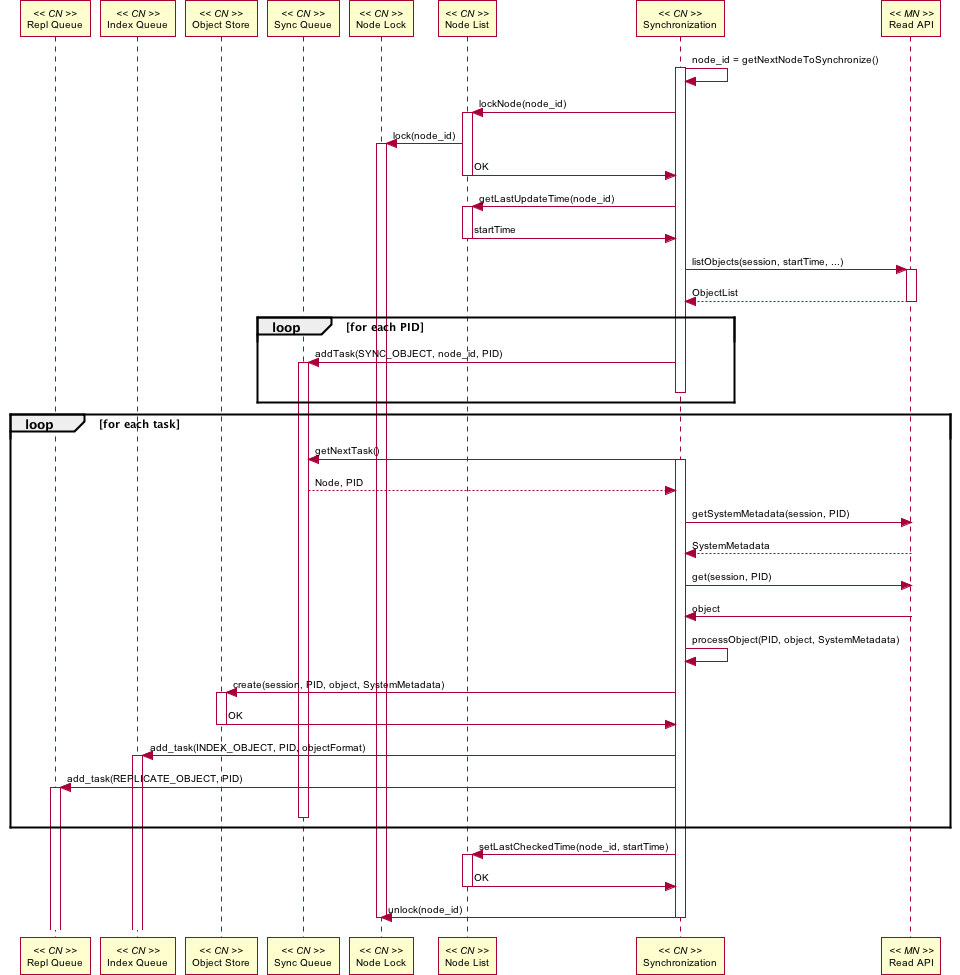 << CN >> << CN >> << CN >> << CN >> << CN >> << CN >> << CN >> << MN >>
Repl Queue Index Queue Object Store Sync Queue Node Lock Node List Synchronization Read API
node_id = getNextNodeToSynchronize()
lockNode(node_id)
lock(node_id)
OK
getLastUpdateTime(node_id)
startTime
listObjects(session, startTime, ...)
ObjectList
loop [for each PID]
addTask(SYNC_OBJECT, node_id, PID)
loop [for each task]
getNextTask()
Node, PID
getSystemMetadata(session, PID)
SystemMetadata
get(session, PID)
object
processObject(PID, object, SystemMetadata)
create(session, PID, object, SystemMetadata)
OK
add_task(INDEX_OBJECT, PID, objectFormat)
add_task(REPLICATE_OBJECT, PID)
setLastCheckedTime(node_id, startTime)
OK
unlock(node_id)
<< CN >> << CN >> << CN >> << CN >> << CN >> << CN >> << CN >> << MN >>
Repl Queue Index Queue Object Store Sync Queue Node Lock Node List Synchronization Read API